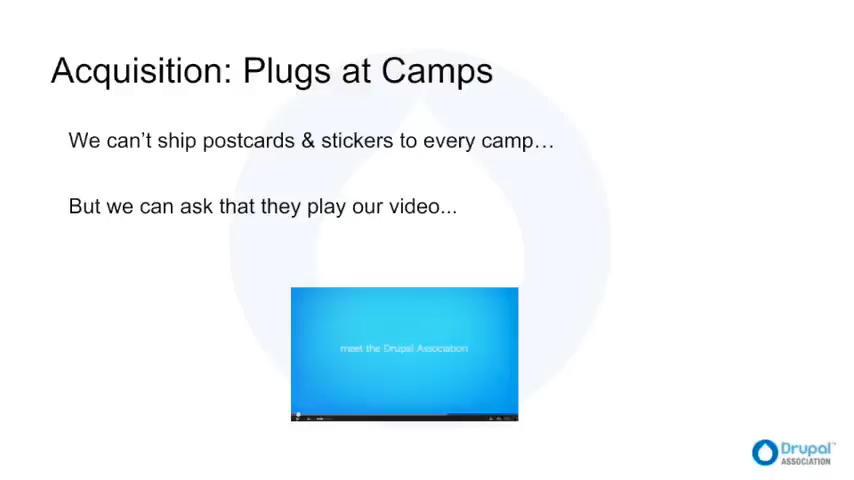 Acquisition: Plugs at Camps
We can’t ship postcards & stickers to every camp…
But we can ask that they play our video...
meet the Drupal Association
Drupal™
ASSOCIATION